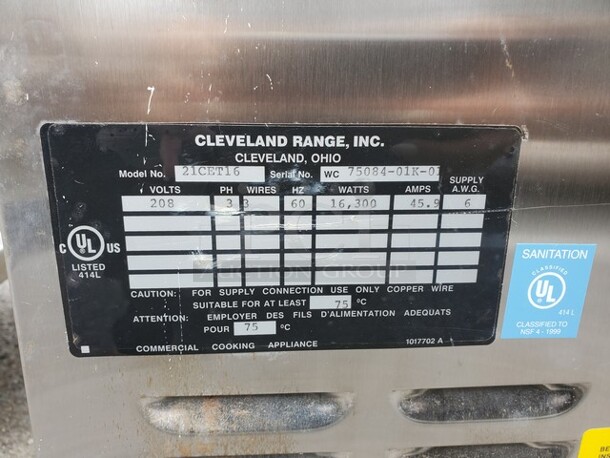 CLEVELAND RANGE, INC.
CLEVELAND, OHIO
Model No. 21CET16 Serial No. WC 75084-01K-01
VOLTS PH WIRES HZ WATTS AMPS SUPPLY A.W.G.
208 3 3 60 16,300 45.9 6
C UL US
LISTED
414L
CAUTION: FOR SUPPLY CONNECTION USE ONLY COPPER WIRE
SUITABLE FOR AT LEAST 75 °C
ATTENTION: EMPLOYER DES FILS D'ALIMENTATION ADEQUATS
POUR 75 °C
COMMERCIAL COOKING APPLIANCE 1017702 A
SANITATION
CLASSIFIED
UL
414 L
CLASSIFIED TO
NSF 4 - 1999